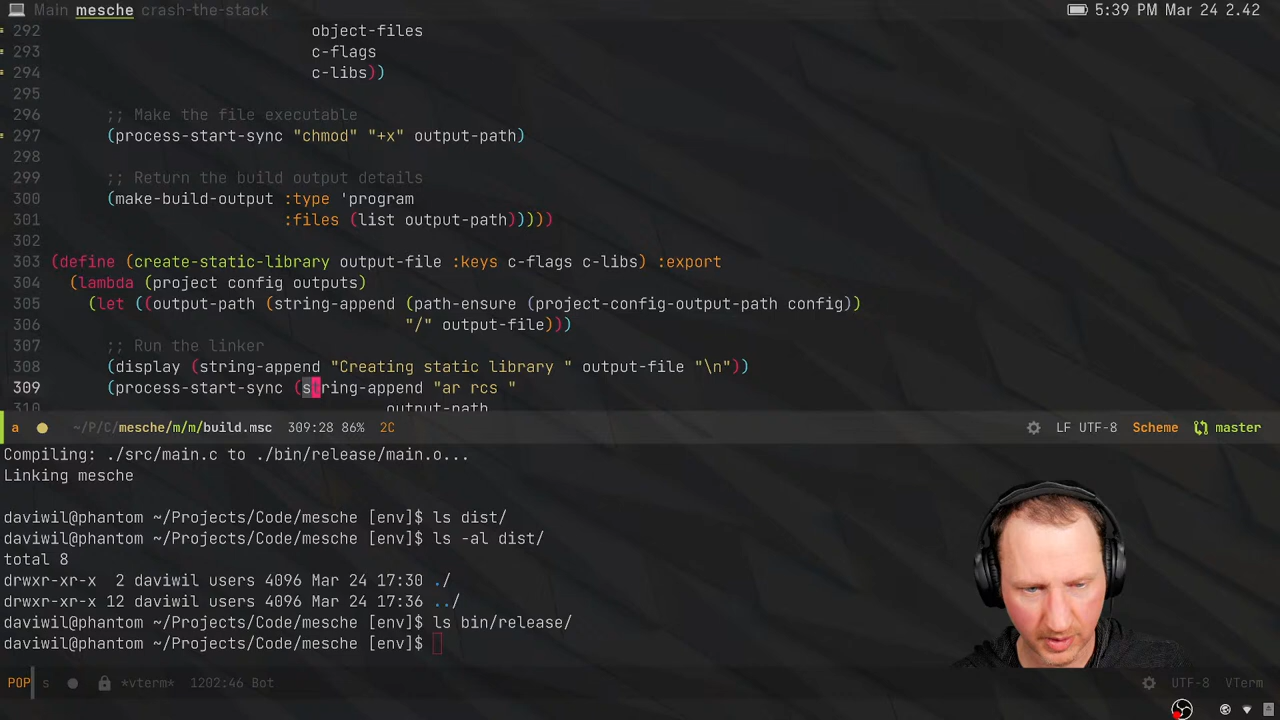 Main mesche crash-the-stack 5:39 PM Mar 24 2.42
292 object-files
293 c-flags
294 c-libs))
295
296 ;; Make the file executable
297 (process-start-sync "chmod" "+x" output-path)
298
299 ;; Return the build output details
300 (make-build-output :type 'program
301 :files (list output-path)))))
302
303 (define (create-static-library output-file :keys c-flags c-libs) :export
304 (lambda (project config outputs)
305 (let ((output-path (string-append (path-ensure (project-config-output-path config))
306 "/" output-file)))
307 ;; Run the linker
308 (display (string-append "Creating static library " output-file "\n"))
309 (process-start-sync (string-append "ar rcs "
310 output-path
a ~/P/C/mesche/m/m/build.msc 309:28 86% 2C LF UTF-8 Scheme master
Compiling: ./src/main.c to ./bin/release/main.o...
Linking mesche
daviwil@phantom ~/Projects/Code/mesche [env]$ ls dist/
daviwil@phantom ~/Projects/Code/mesche [env]$ ls -al dist/
total 8
drwxr-xr-x 2 daviwil users 4096 Mar 24 17:30 ./
drwxr-xr-x 12 daviwil users 4096 Mar 24 17:36 ../
daviwil@phantom ~/Projects/Code/mesche [env]$ ls bin/release/
daviwil@phantom ~/Projects/Code/mesche [env]$
POP s *vterm* 1202:46 Bot UTF-8 VTerm